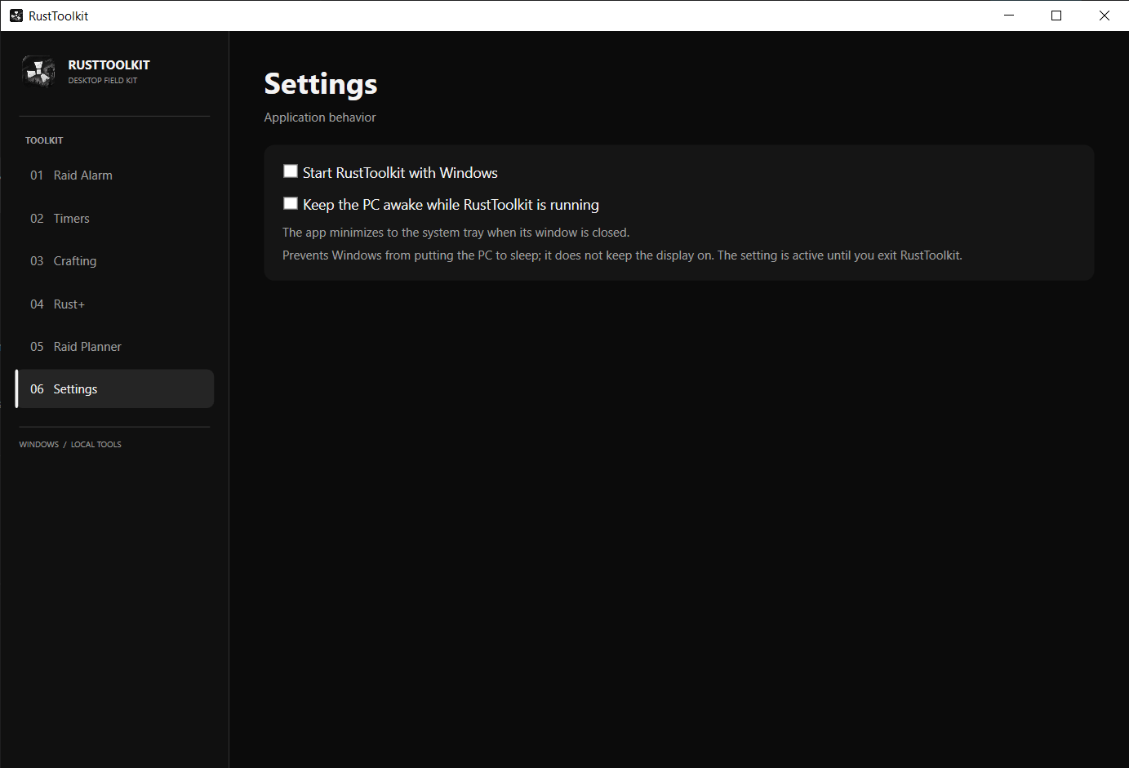 RustToolkit
RUSTTOOLKIT
DESKTOP FIELD KIT
TOOLKIT
01 Raid Alarm
02 Timers
03 Crafting
04 Rust+
05 Raid Planner
06 Settings
WINDOWS / LOCAL TOOLS
Settings
Application behavior
Start RustToolkit with Windows
Keep the PC awake while RustToolkit is running
The app minimizes to the system tray when its window is closed.
Prevents Windows from putting the PC to sleep; it does not keep the display on. The setting is active until you exit RustToolkit.